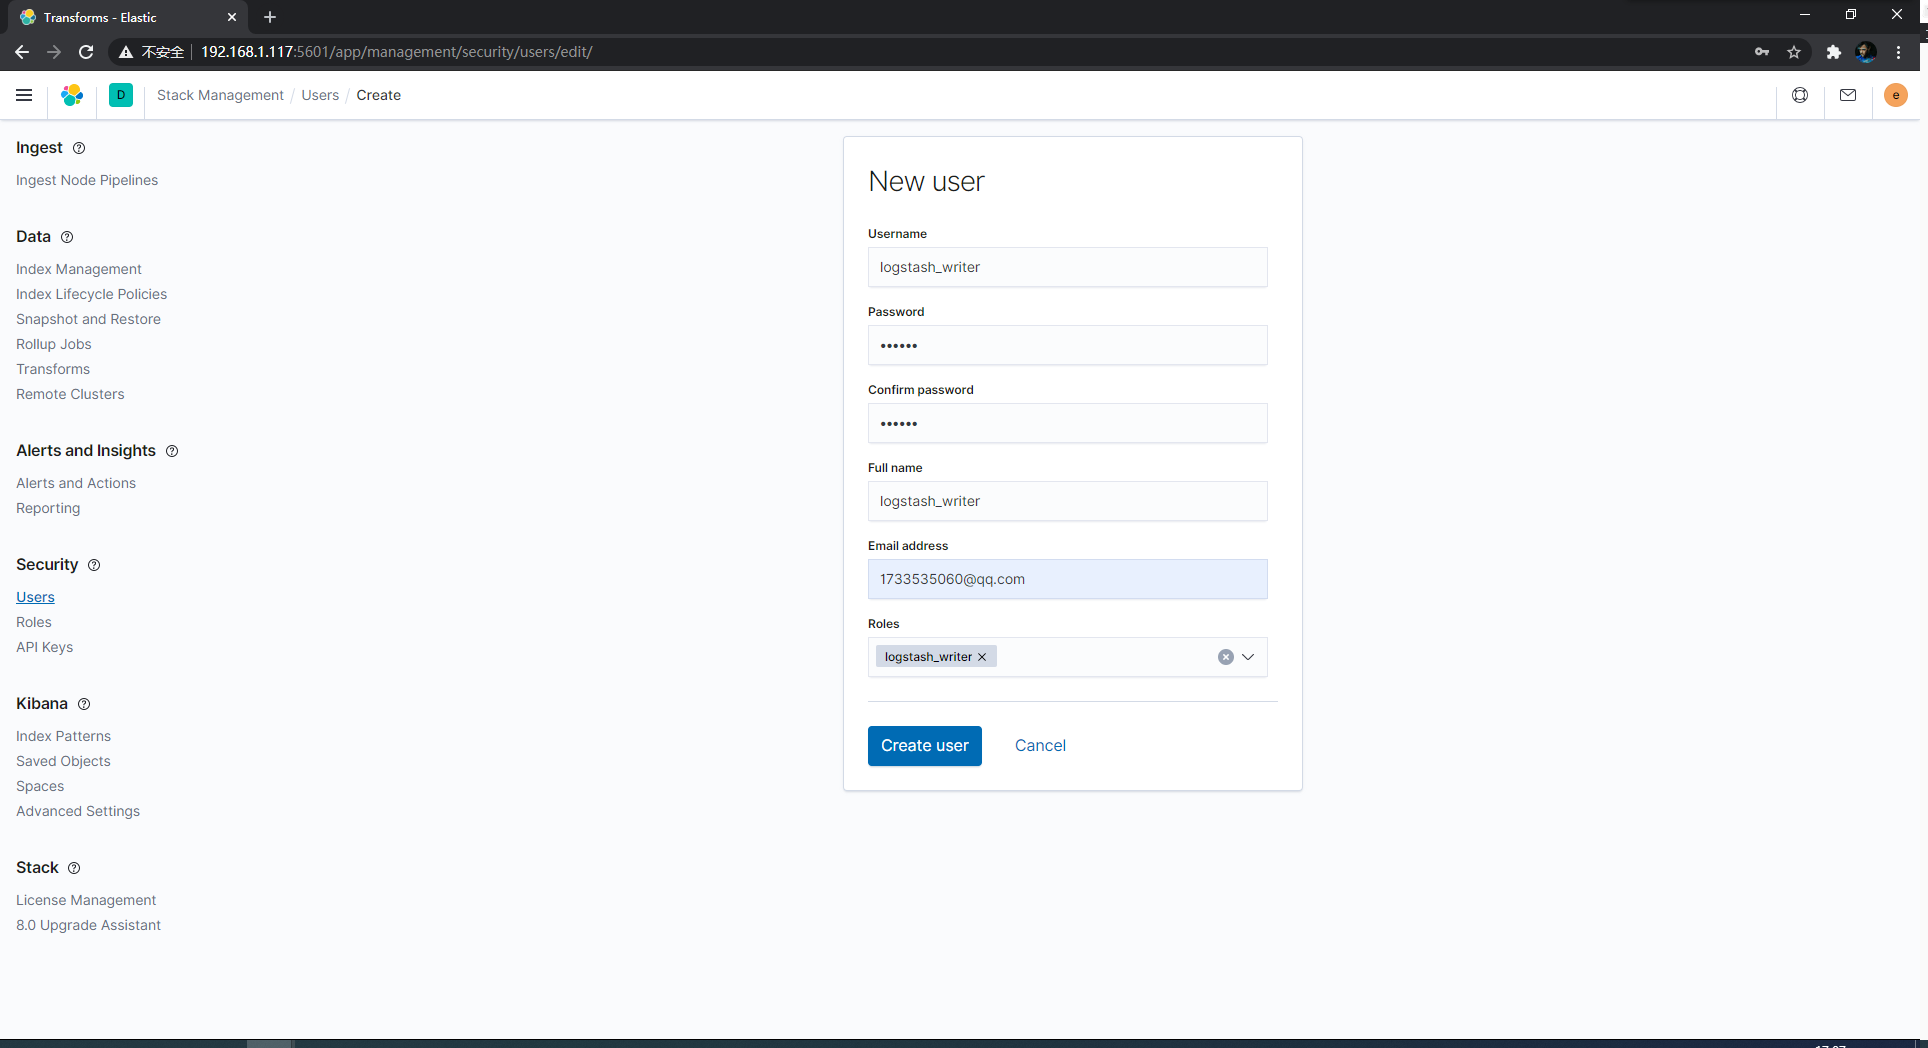 Transforms - Elastic
不安全
192.168.1.117:5601/app/management/security/users/edit/
D
Stack Management / Users / Create
e
Ingest
Ingest Node Pipelines
Data
Index Management
Index Lifecycle Policies
Snapshot and Restore
Rollup Jobs
Transforms
Remote Clusters
Alerts and Insights
Alerts and Actions
Reporting
Security
Users
Roles
API Keys
Kibana
Index Patterns
Saved Objects
Spaces
Advanced Settings
Stack
License Management
8.0 Upgrade Assistant
New user
Username
logstash_writer
Password
••••••
Confirm password
••••••
Full name
logstash_writer
Email address
1733535060@qq.com
Roles
logstash_writer
Create user
Cancel